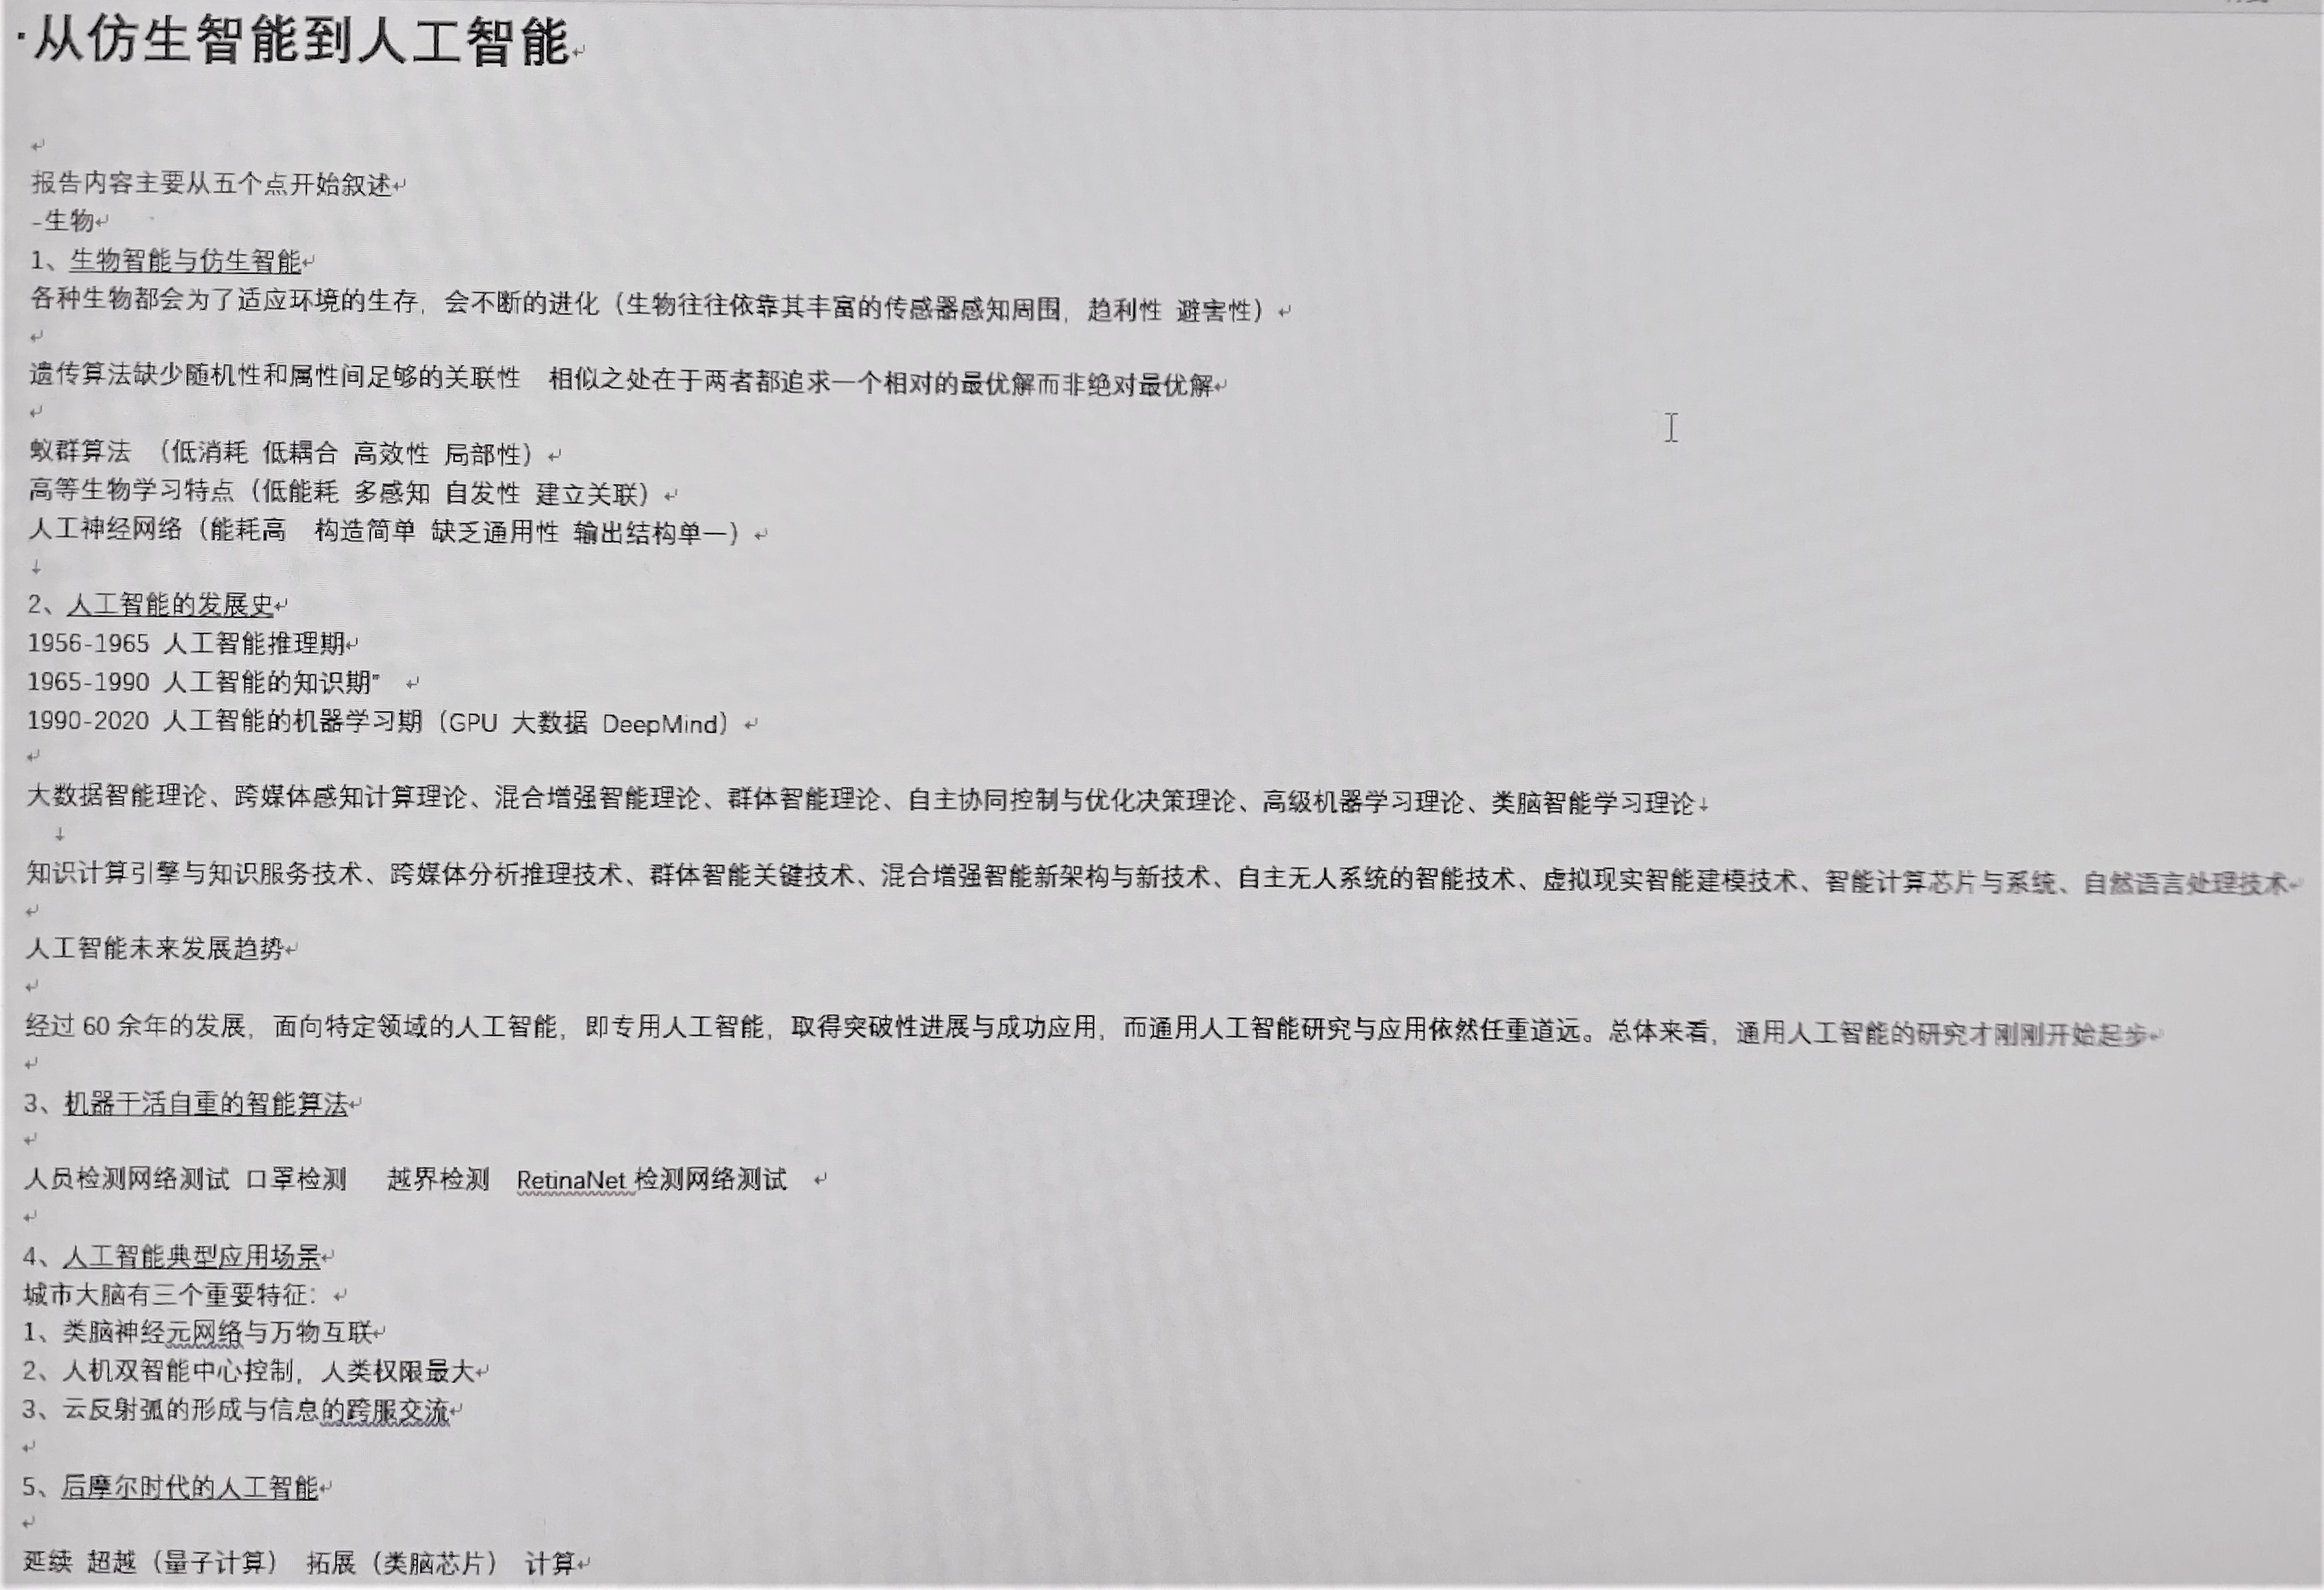 ·从仿生智能到人工智能
报告内容主要从五个点开始叙述
-生物
1、生物智能与仿生智能
各种生物都会为了适应环境的生存，会不断的进化（生物往往依靠其丰富的传感器感知周围，趋利性 避害性）
遗传算法缺少随机性和属性间足够的关联性 相似之处在于两者都追求一个相对的最优解而非绝对最优解
蚁群算法 （低消耗 低耦合 高效性 局部性）
高等生物学习特点（低能耗 多感知 自发性 建立关联）
人工神经网络（能耗高 构造简单 缺乏通用性 输出结构单一）
2、人工智能的发展史
1956-1965 人工智能推理期
1965-1990 人工智能的知识期”
1990-2020 人工智能的机器学习期（GPU 大数据 DeepMind）
大数据智能理论、跨媒体感知计算理论、混合增强智能理论、群体智能理论、自主协同控制与优化决策理论、高级机器学习理论、类脑智能学习理论
知识计算引擎与知识服务技术、跨媒体分析推理技术、群体智能关键技术、混合增强智能新架构与新技术、自主无人系统的智能技术、虚拟现实智能建模技术、智能计算芯片与系统、自然语言处理技术
人工智能未来发展趋势
经过 60 余年的发展，面向特定领域的人工智能，即专用人工智能，取得突破性进展与成功应用，而通用人工智能研究与应用依然任重道远。总体来看，通用人工智能的研究才刚刚开始起步
3、机器干活自重的智能算法
人员检测网络测试 口罩检测 越界检测 RetinaNet 检测网络测试
4、人工智能典型应用场景
城市大脑有三个重要特征：
1、类脑神经元网络与万物互联
2、人机双智能中心控制，人类权限最大
3、云反射弧的形成与信息的跨服交流
5、后摩尔时代的人工智能
延续 超越（量子计算） 拓展（类脑芯片） 计算